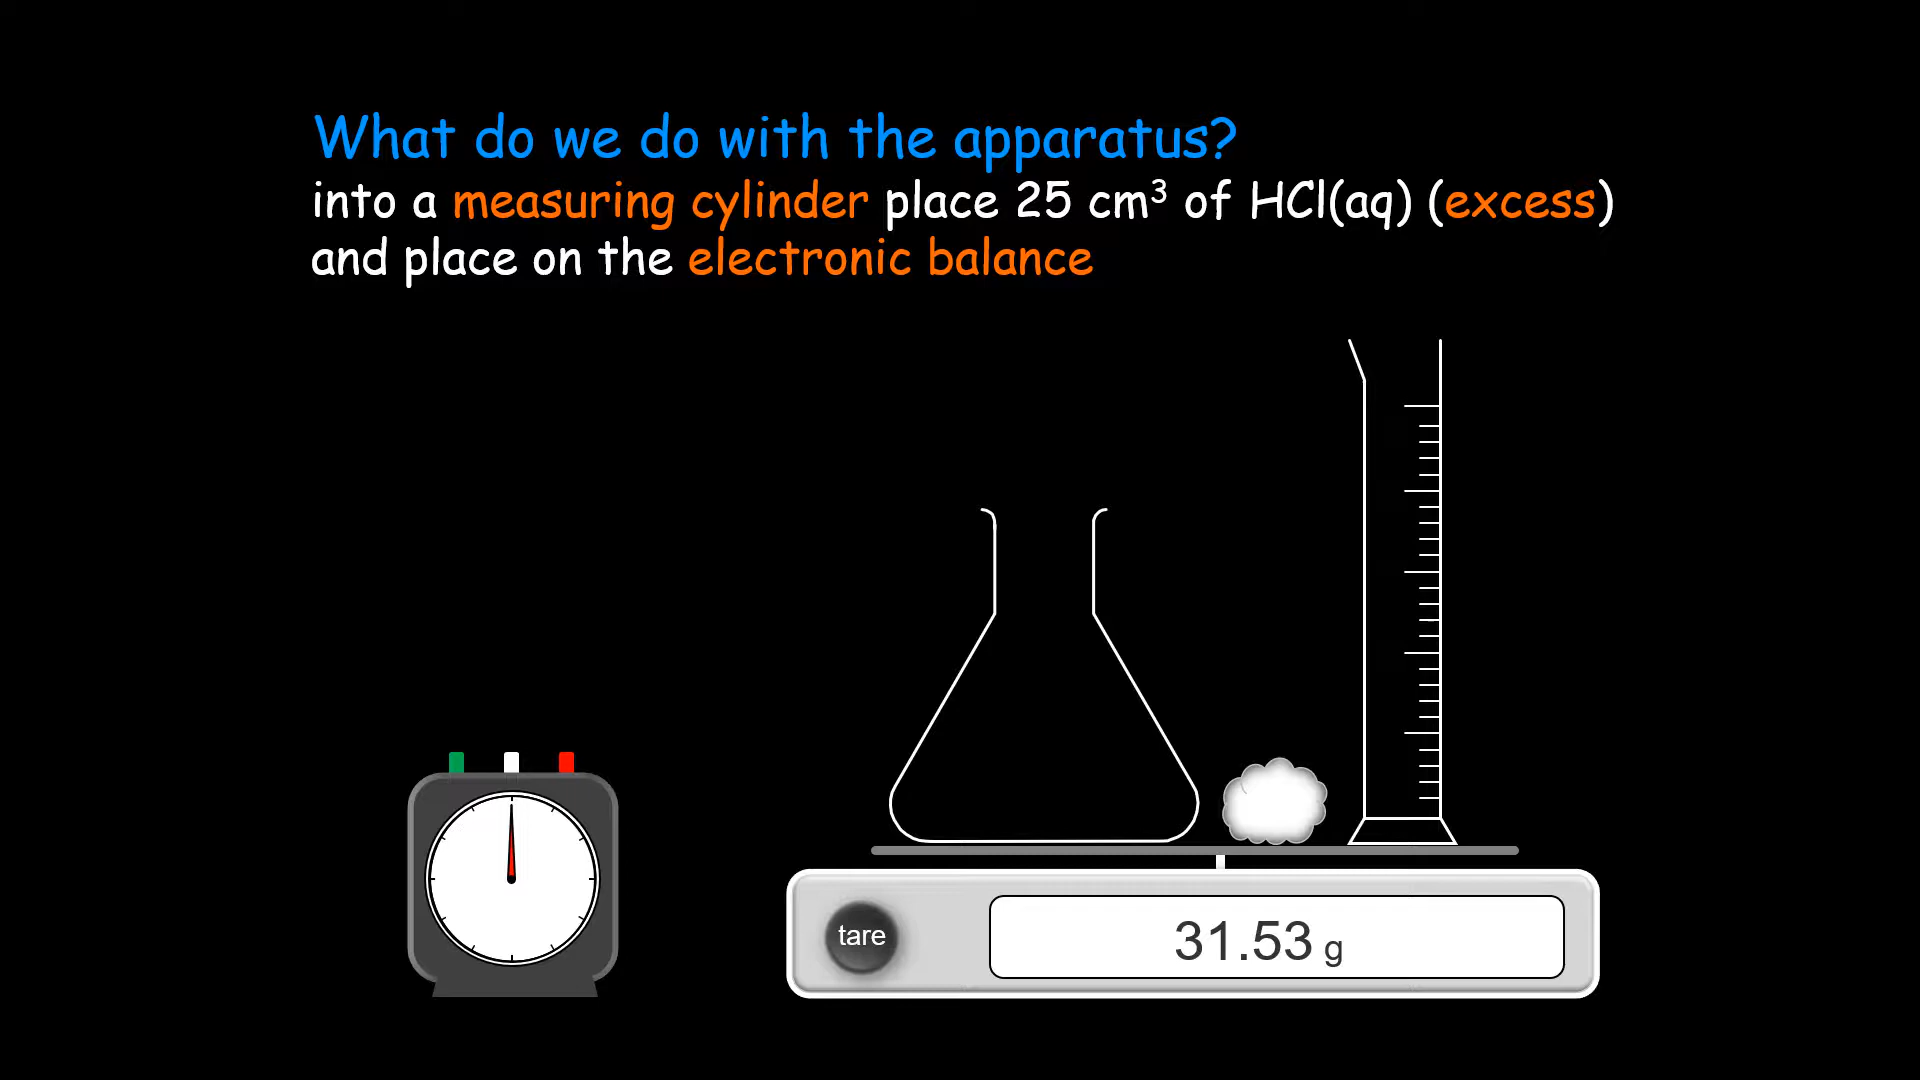 What do we do with the apparatus?
into a measuring cylinder place 25 cm³ of HCl(aq) (excess)
and place on the electronic balance
tare
31.53 g